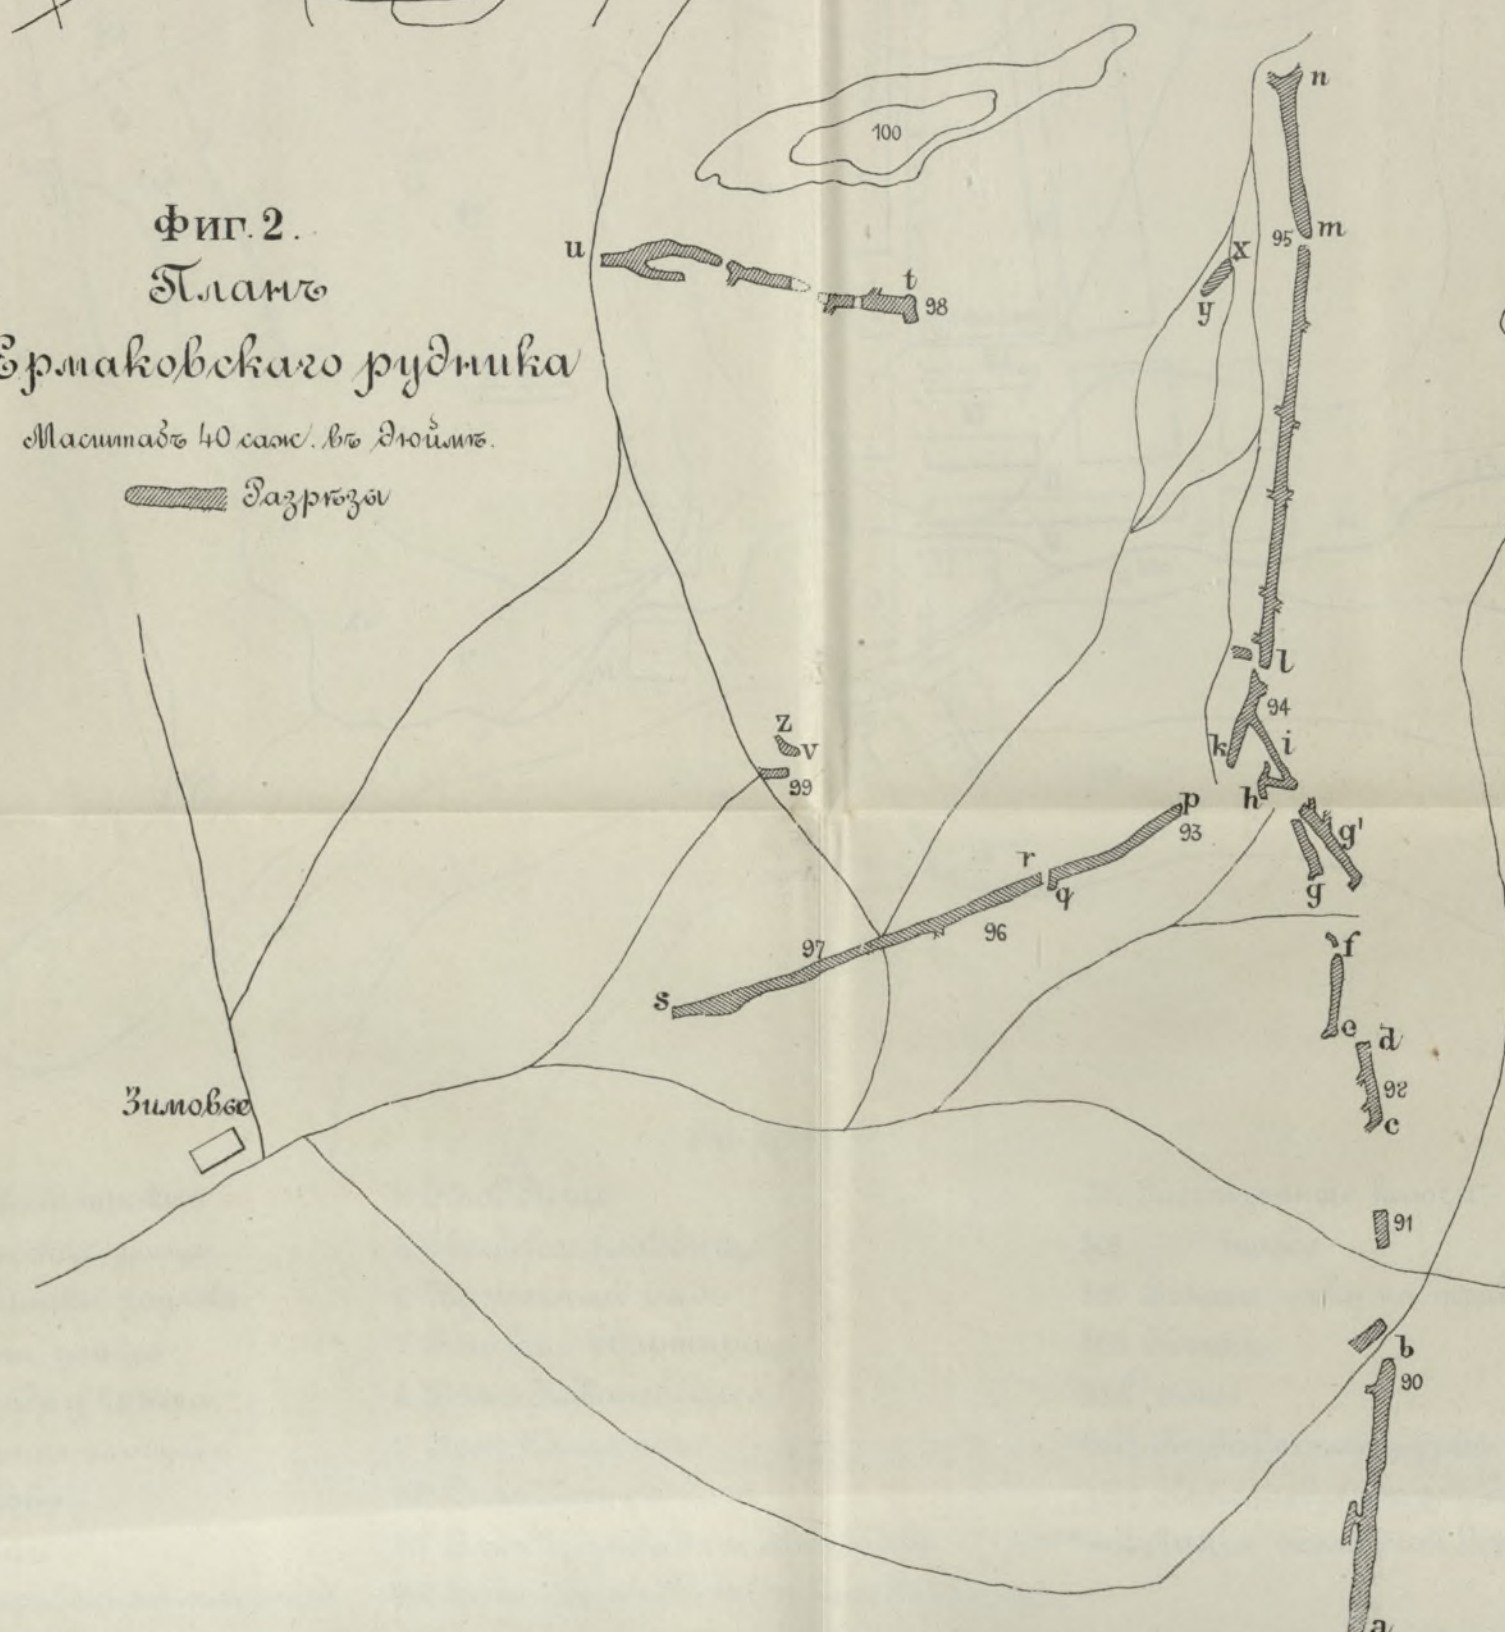 Фиг. 2.
Планъ
Ермаковскаго рудника
Масштабъ 40 саж. въ дюймѣ.
Разрѣзы
100
n
m
95
x
y
u
t
98
l
94
k
i
h
z
v
99
p
93
g'
g
r
q
96
97
s
f
e
d
92
c
Зимовье
91
b
90
a